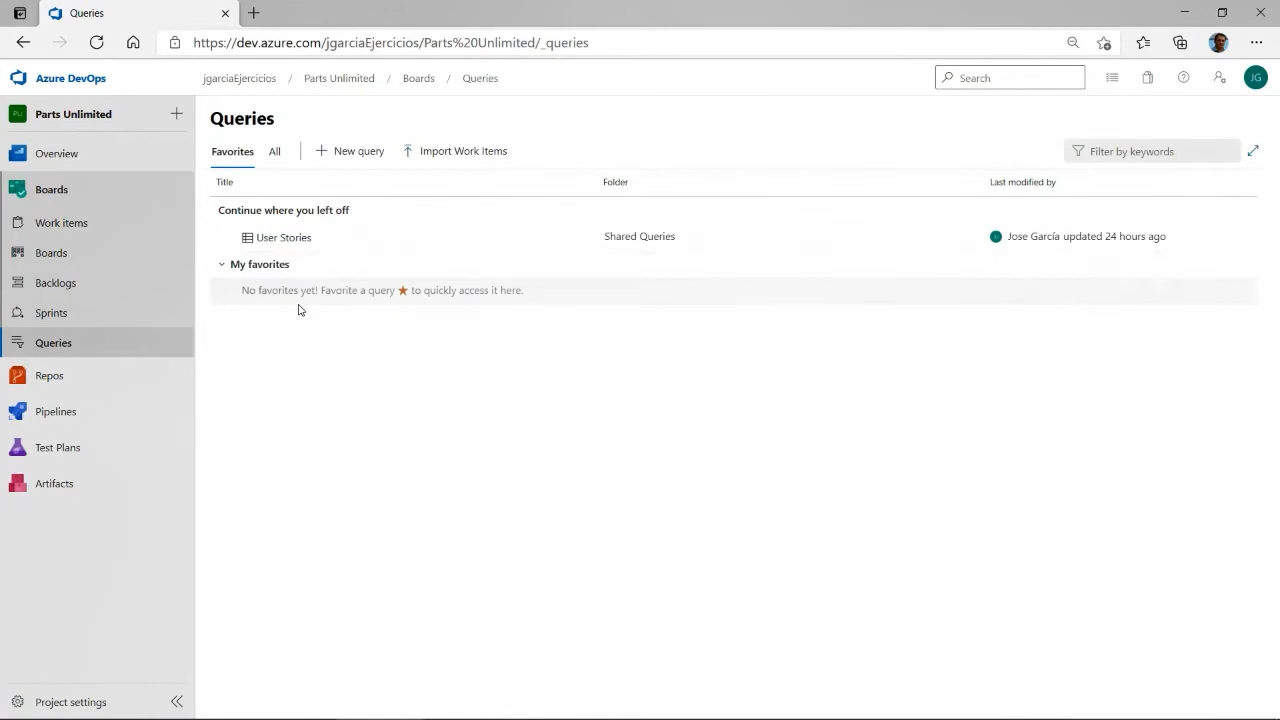 Queries
https://dev.azure.com/jgarciaEjercicios/Parts%20Unlimited/_queries
Azure DevOps
jgarciaEjercicios / Parts Unlimited / Boards / Queries
Search
JG
PU Parts Unlimited
Overview
Boards
Work items
Boards
Backlogs
Sprints
Queries
Repos
Pipelines
Test Plans
Artifacts
Project settings
Queries
Favorites All New query Import Work Items
Filter by keywords
Title Folder Last modified by
Continue where you left off
User Stories Shared Queries Jose García updated 24 hours ago
My favorites
No favorites yet! Favorite a query ★ to quickly access it here.